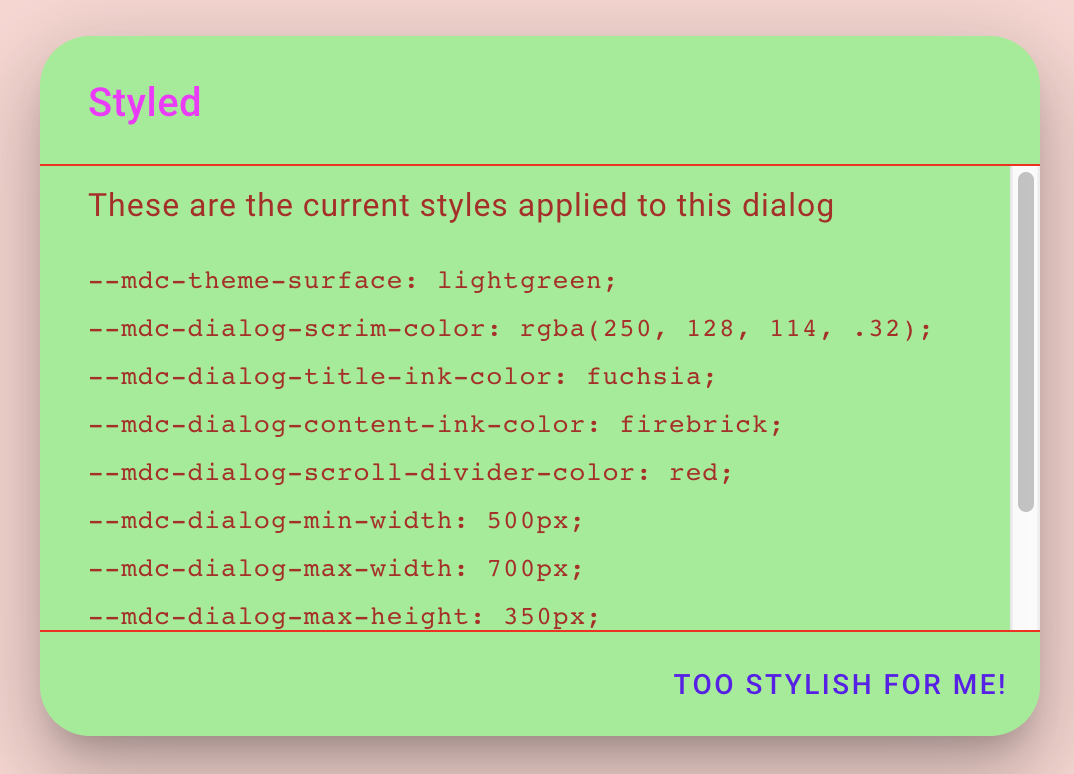 Styled
These are the current styles applied to this dialog
--mdc-theme-surface: lightgreen;
--mdc-dialog-scrim-color: rgba(250, 128, 114, .32);
--mdc-dialog-title-ink-color: fuchsia;
--mdc-dialog-content-ink-color: firebrick;
--mdc-dialog-scroll-divider-color: red;
--mdc-dialog-min-width: 500px;
--mdc-dialog-max-width: 700px;
--mdc-dialog-max-height: 350px;
TOO STYLISH FOR ME!